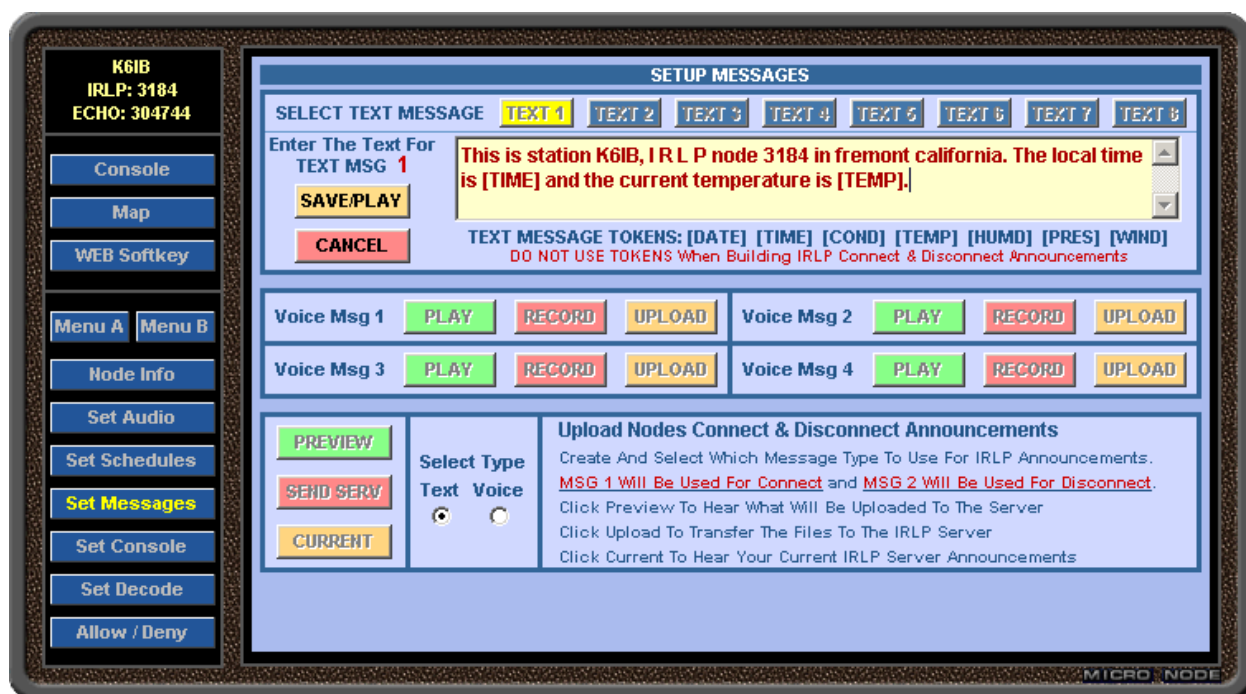 K6IB
IRLP: 3184
ECHO: 304744
Console
Map
WEB Softkey
Menu A Menu B
Node Info
Set Audio
Set Schedules
Set Messages
Set Console
Set Decode
Allow / Deny
SETUP MESSAGES
SELECT TEXT MESSAGE TEXT 1 TEXT 2 TEXT 3 TEXT 4 TEXT 5 TEXT 6 TEXT 7 TEXT 8
Enter The Text For
TEXT MSG 1
SAVE/PLAY
CANCEL
This is station K6IB, I R L P node 3184 in fremont california. The local time
is [TIME] and the current temperature is [TEMP].
TEXT MESSAGE TOKENS: [DATE] [TIME] [COND] [TEMP] [HUMD] [PRES] [WIND]
DO NOT USE TOKENS When Building IRLP Connect & Disconnect Announcements
Voice Msg 1 PLAY RECORD UPLOAD Voice Msg 2 PLAY RECORD UPLOAD
Voice Msg 3 PLAY RECORD UPLOAD Voice Msg 4 PLAY RECORD UPLOAD
PREVIEW
SEND SERV
CURRENT
Select Type
Text Voice
Upload Nodes Connect & Disconnect Announcements
Create And Select Which Message Type To Use For IRLP Announcements.
MSG 1 Will Be Used For Connect and MSG 2 Will Be Used For Disconnect.
Click Preview To Hear What Will Be Uploaded To The Server
Click Upload To Transfer The Files To The IRLP Server
Click Current To Hear Your Current IRLP Server Announcements
MICRO NODE